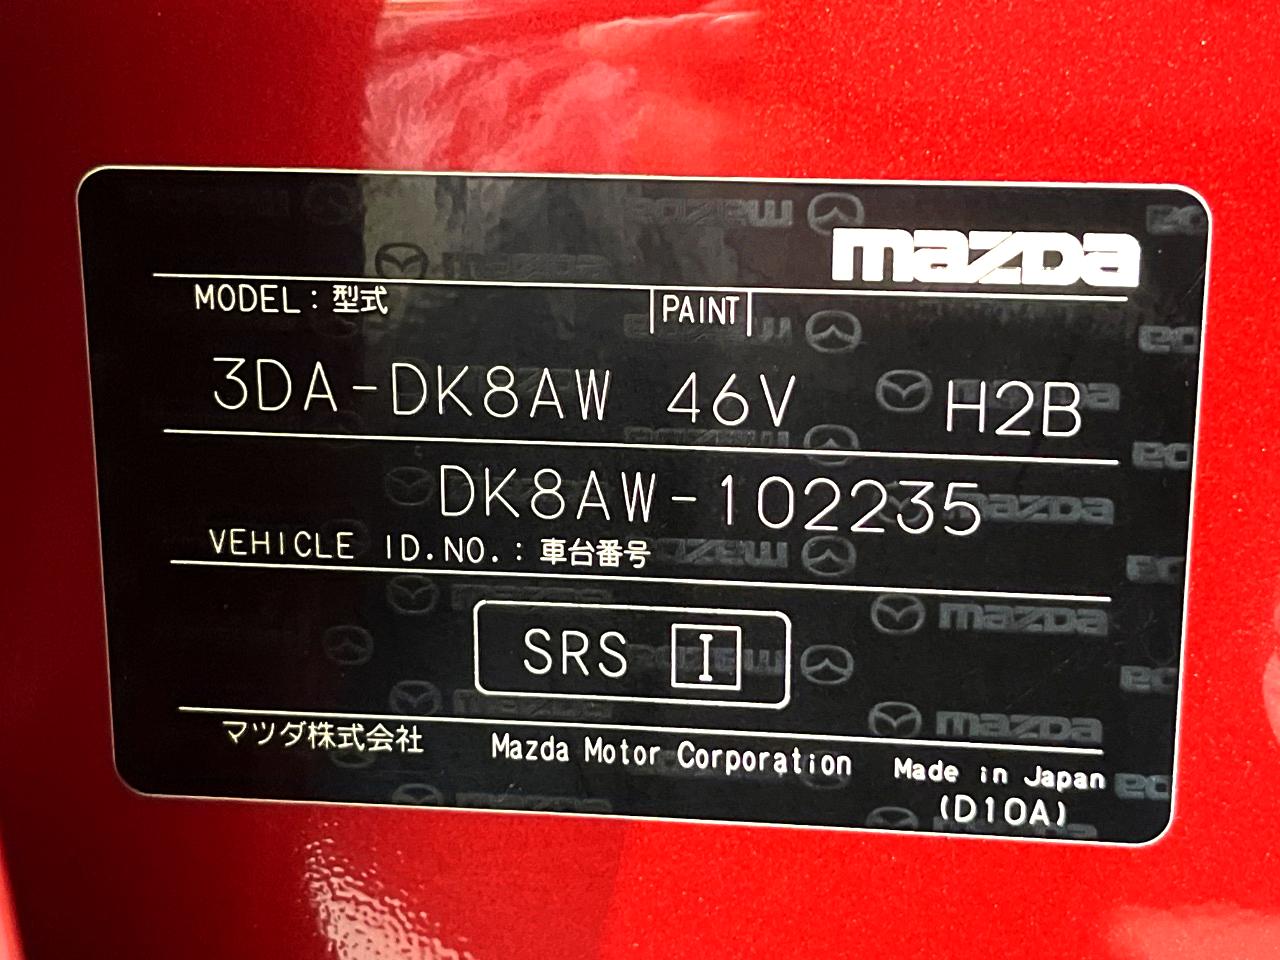 mazda
MODEL：型式 PAINT
3DA-DK8AW 46V H2B
DK8AW-102235
VEHICLE ID.NO.：車台番号
SRS I
マツダ株式会社 Mazda Motor Corporation Made in Japan
(D10A)